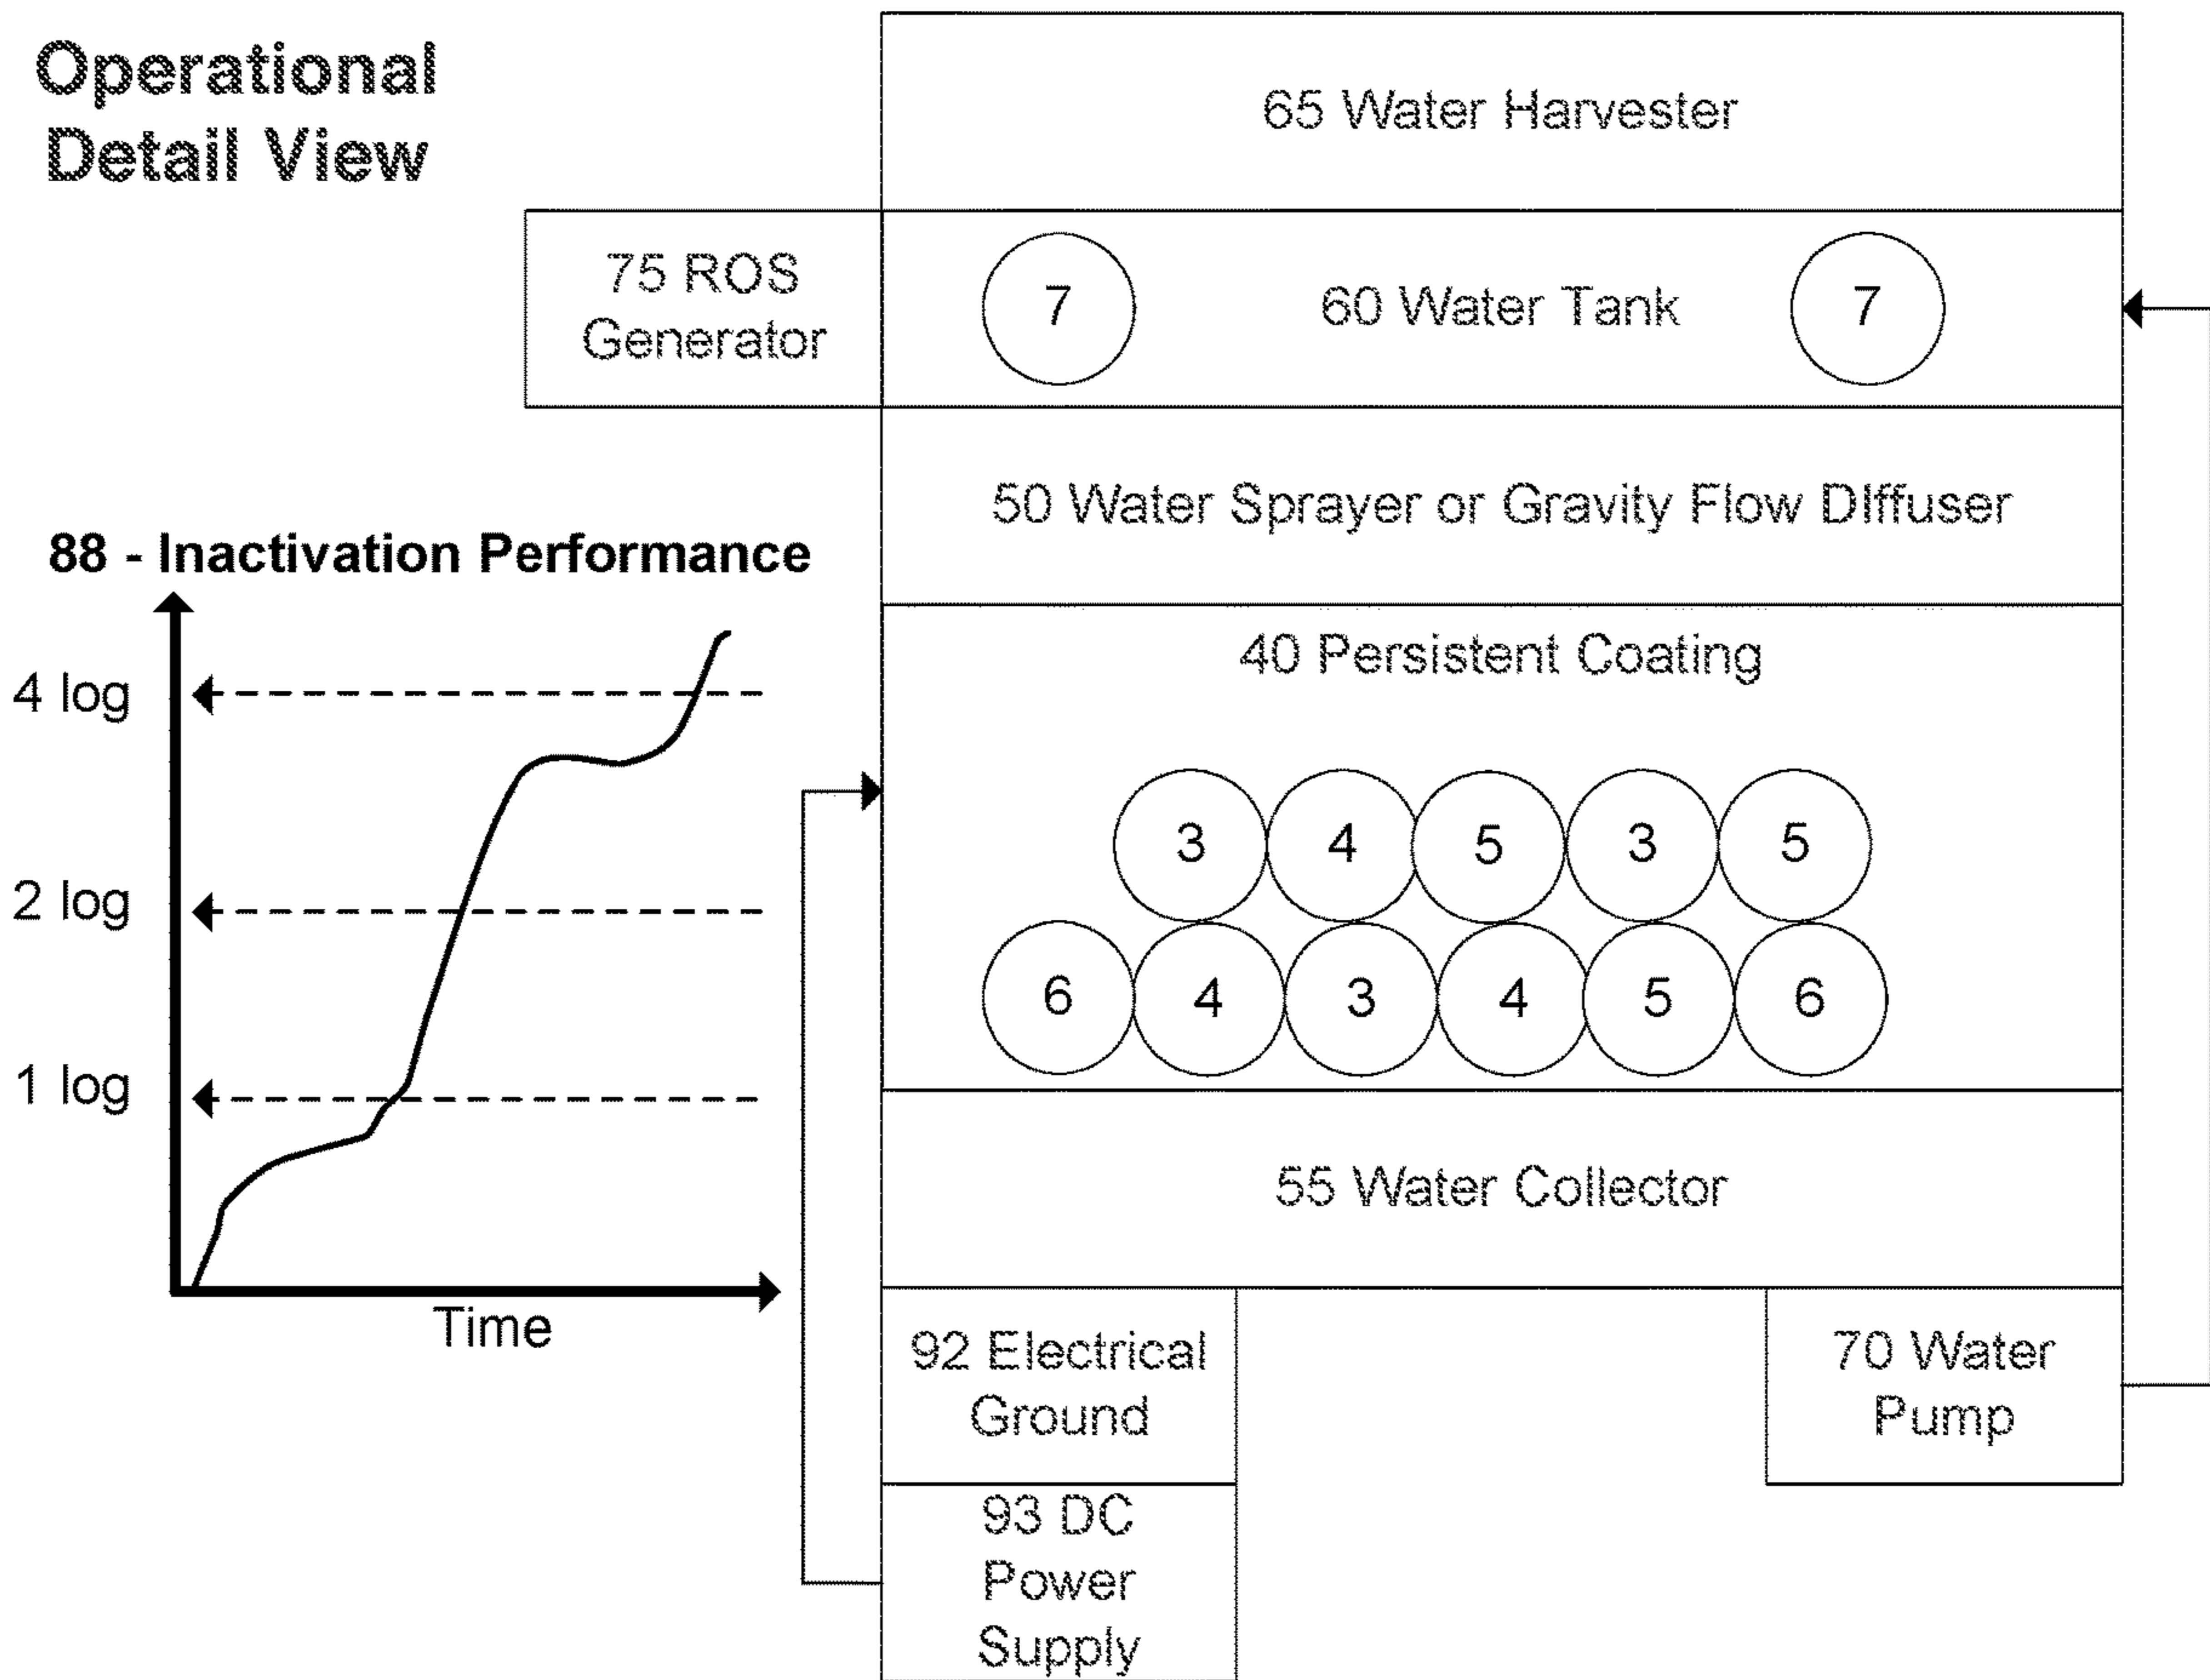 Operational
Detail View
65 Water Harvester
75 ROS
Generator
7
60 Water Tank
7
50 Water Sprayer or Gravity Flow DIffuser
88 - Inactivation Performance
4 log
2 log
1 log
Time
40 Persistent Coating
3 4 5 3 5
6 4 3 4 5 6
55 Water Collector
92 Electrical
Ground
70 Water
Pump
93 DC
Power
Supply